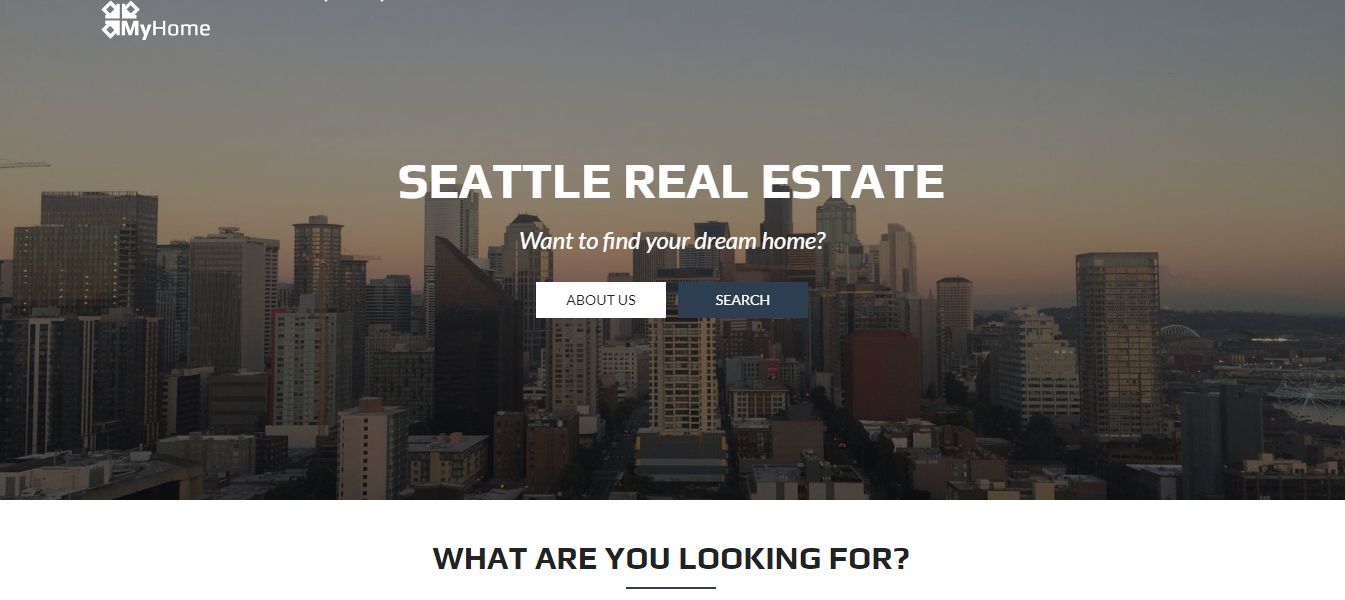 MyHome
SEATTLE REAL ESTATE
Want to find your dream home?
ABOUT US
SEARCH
WHAT ARE YOU LOOKING FOR?